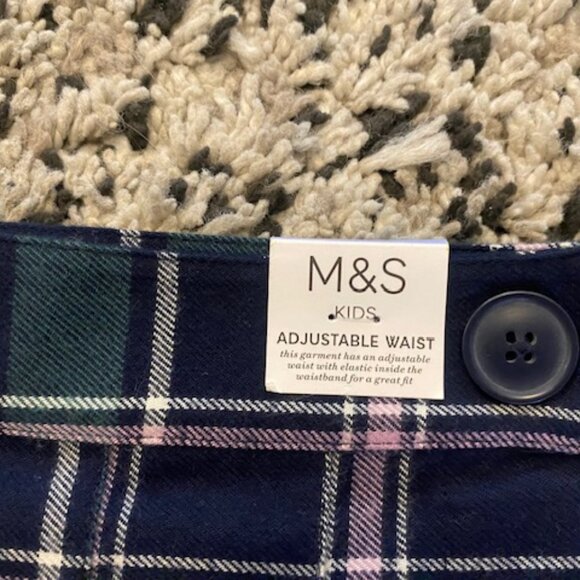 M&S
KIDS
ADJUSTABLE WAIST
this garment has an adjustable
waist with elastic inside the
waistband for a great fit